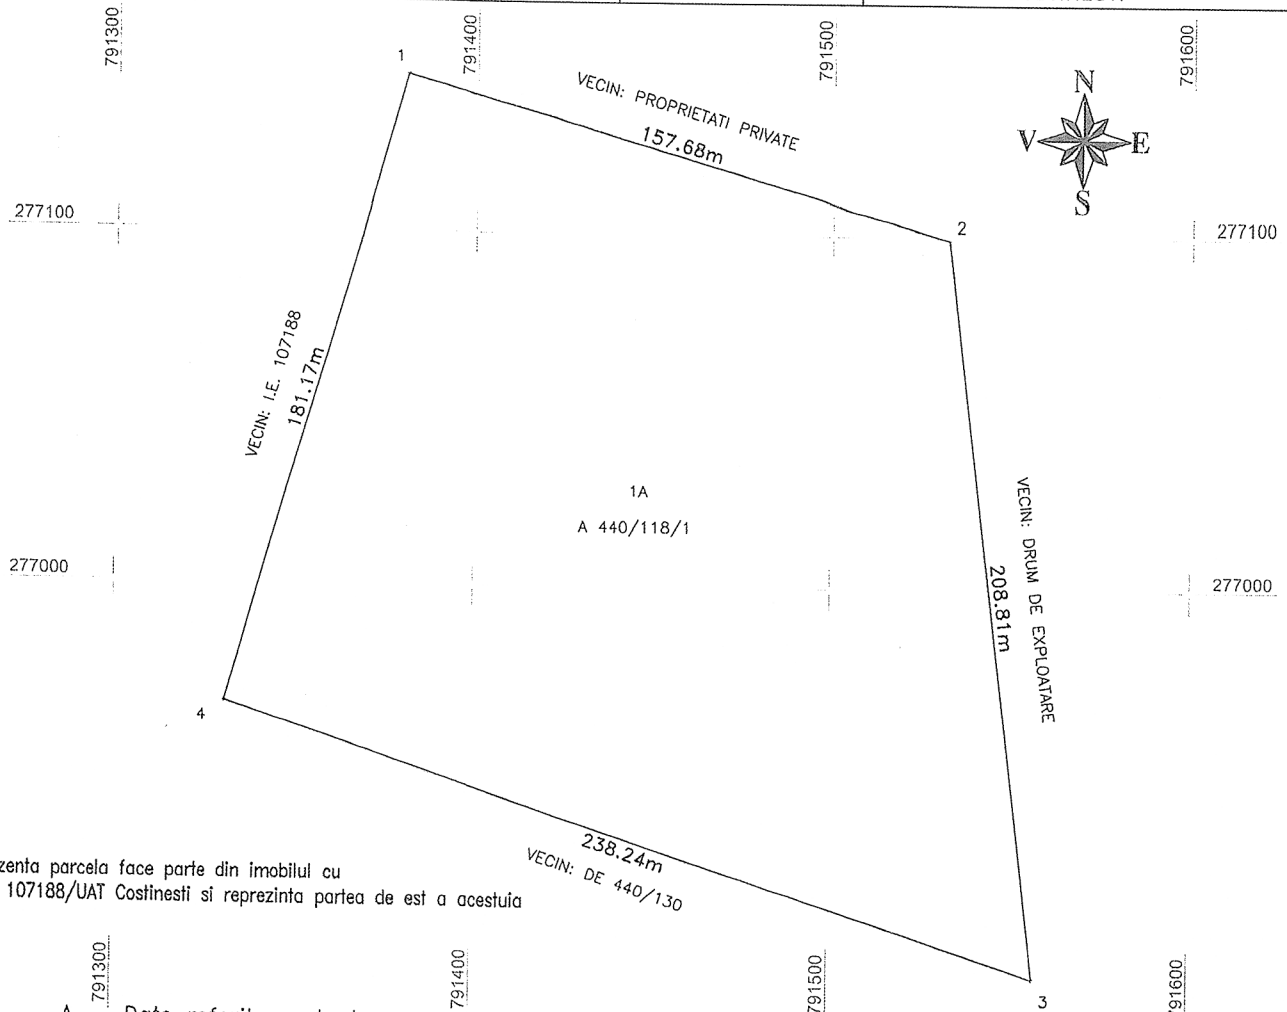 791300
791400
791500
791600
1
VECIN: PROPRIETATI PRIVATE
157.68m
N
V
E
S
277100
2
277100
VECIN: I.E. 107188
181.17m
1A
A 440/118/1
VECIN: DRUM DE EXPLOATARE
208.81m
277000
277000
4
238.24m
VECIN: DE 440/130
zenta parcela face parte din imobilul cu
107188/UAT Costinesti si reprezinta partea de est a acestuia
791300
791400
791500
791600
3